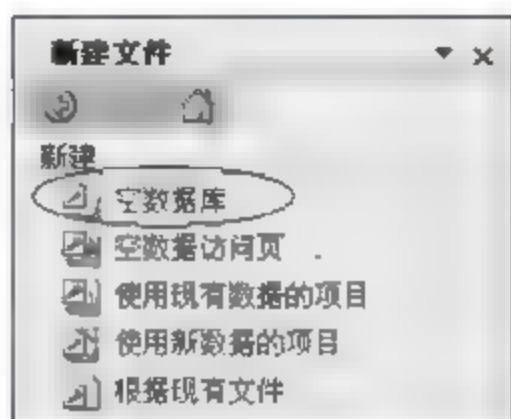 新建文件
新建
空数据库
空数据访问页
使用现有数据的项目
使用新数据的项目
根据现有文件